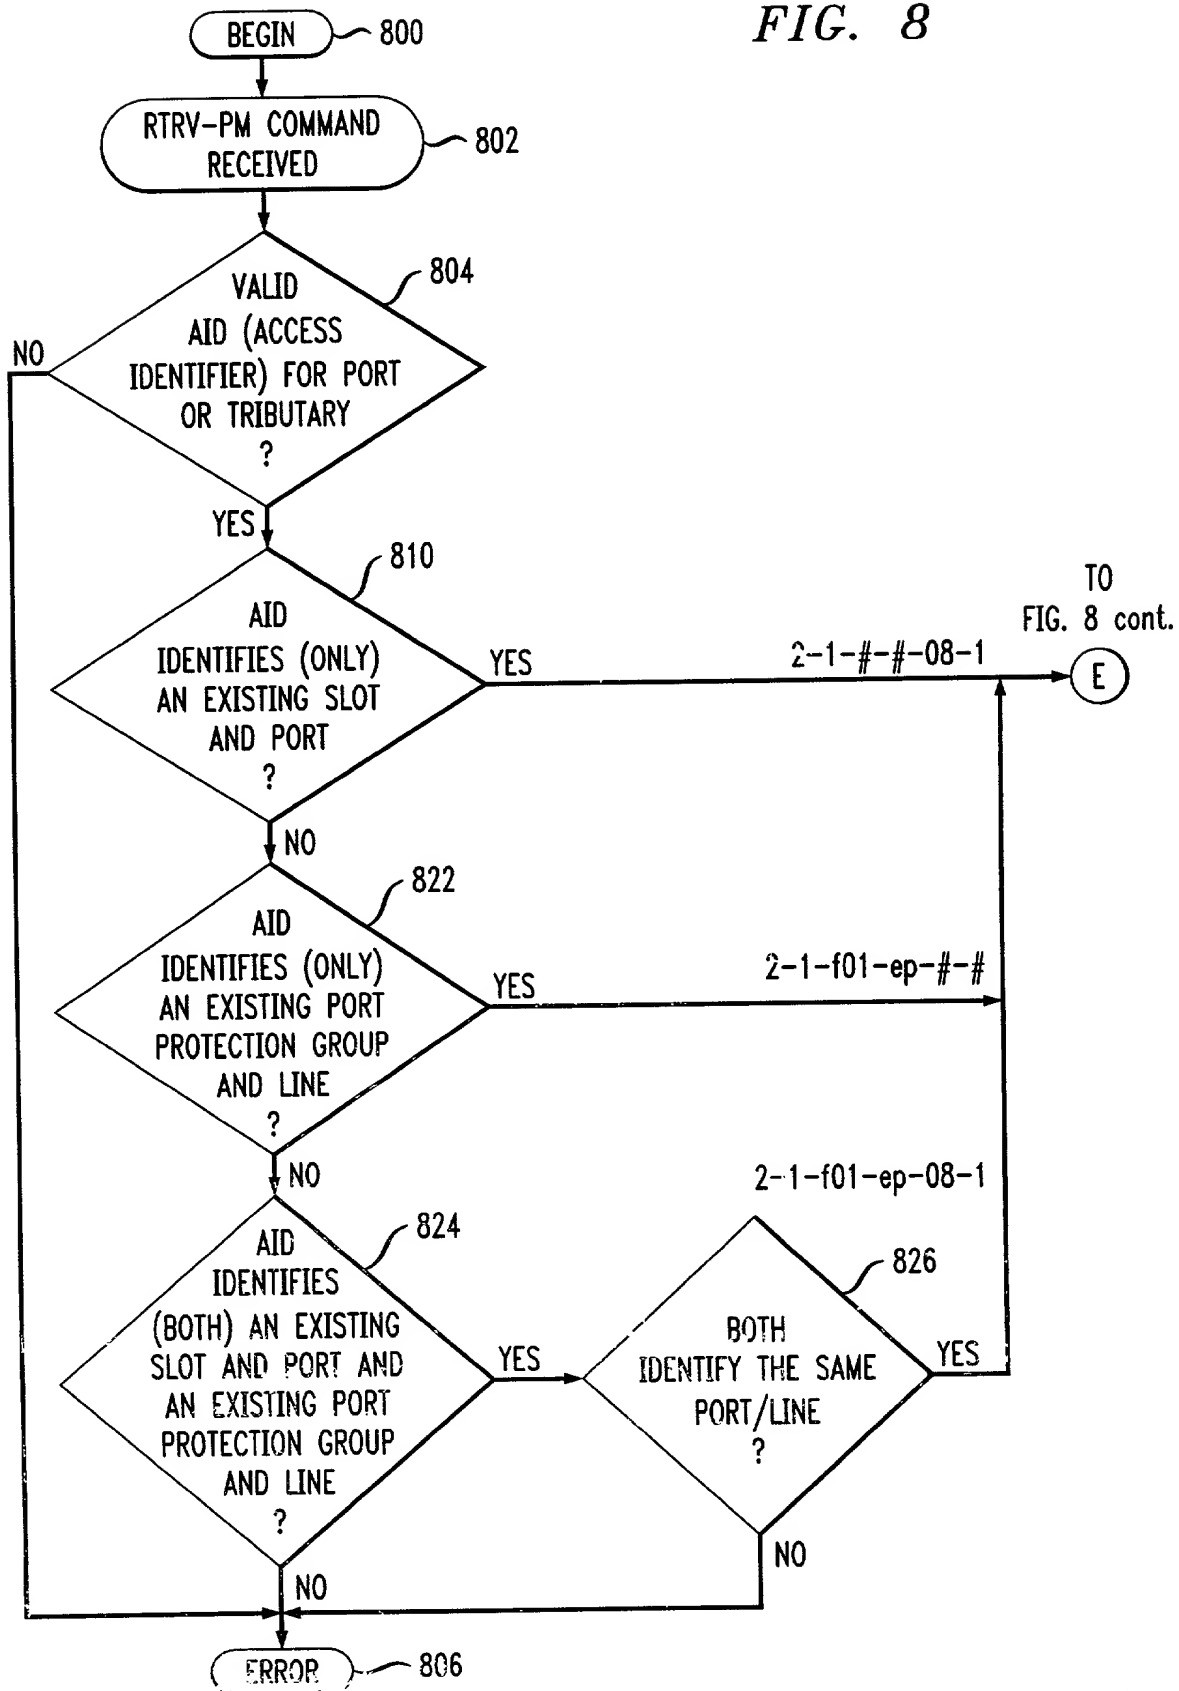 FIG. 8
BEGIN
800
RTRV-PM COMMAND
RECEIVED
802
VALID
AID (ACCESS
IDENTIFIER) FOR PORT
OR TRIBUTARY
?
804
NO
YES
AID
IDENTIFIES (ONLY)
AN EXISTING SLOT
AND PORT
?
810
YES
2-1-#-#-08-1
TO
FIG. 8 cont.
E
NO
AID
IDENTIFIES (ONLY)
AN EXISTING PORT
PROTECTION GROUP
AND LINE
?
822
YES
2-1-f01-ep-#-#
NO
AID
IDENTIFIES
(BOTH) AN EXISTING
SLOT AND PORT AND
AN EXISTING PORT
PROTECTION GROUP
AND LINE
?
824
YES
2-1-f01-ep-08-1
BOTH
IDENTIFY THE SAME
PORT/LINE
?
826
YES
NO
NO
ERROR
806